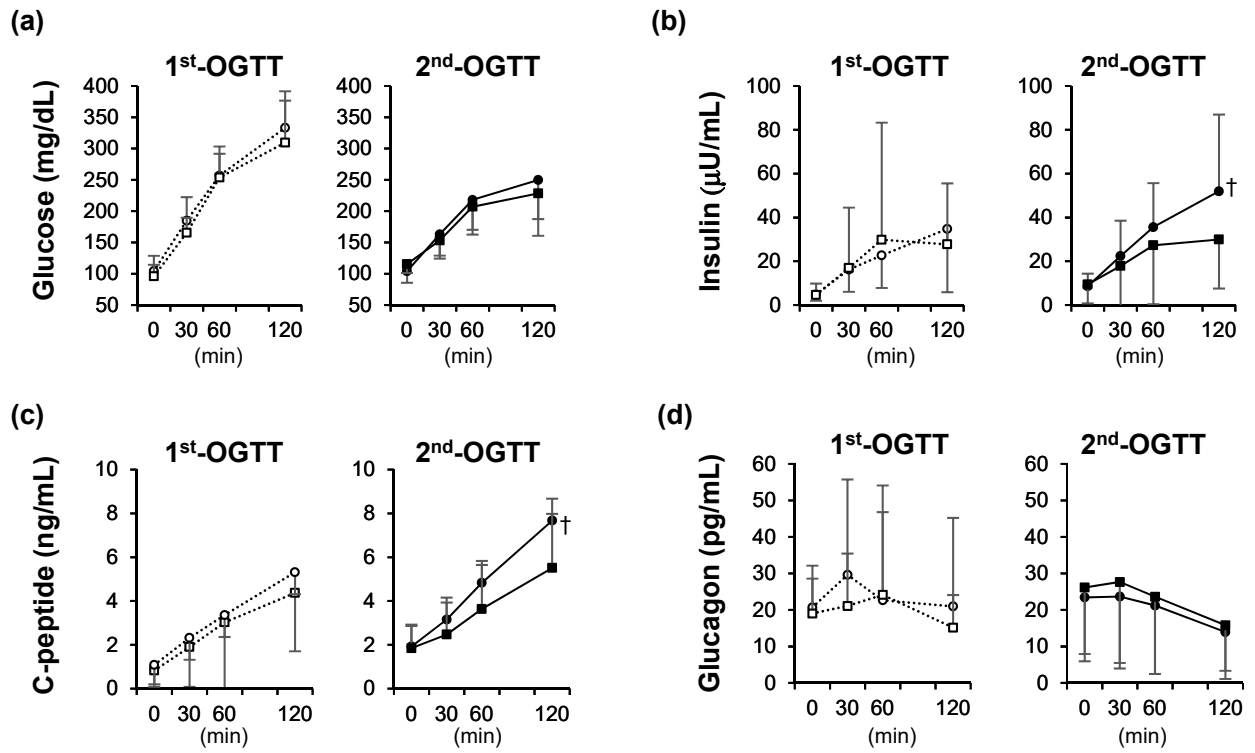 (a)
1st-OGTT
2nd-OGTT
Glucose (mg/dL)
400
350
300
250
200
150
100
50
0 30 60 120
(min)
400
350
300
250
200
150
100
50
0 30 60 120
(min)
(b)
1st-OGTT
2nd-OGTT
Insulin (μU/mL)
100
80
60
40
20
0
0 30 60 120
(min)
100
80
60
40
20
0
†
0 30 60 120
(min)
(c)
1st-OGTT
2nd-OGTT
C-peptide (ng/mL)
10
8
6
4
2
0
0 30 60 120
(min)
10
8
6
4
2
0
†
0 30 60 120
(min)
(d)
1st-OGTT
2nd-OGTT
Glucagon (pg/mL)
60
50
40
30
20
10
0
0 30 60 120
(min)
60
50
40
30
20
10
0
0 30 60 120
(min)